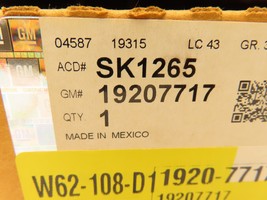 GM
04587 19315 LC 43 GR. 3
ACD# SK1265
GM# 19207717
QTY. 1
MADE IN MEXICO
W62-108-D1 1920-7717
19207717